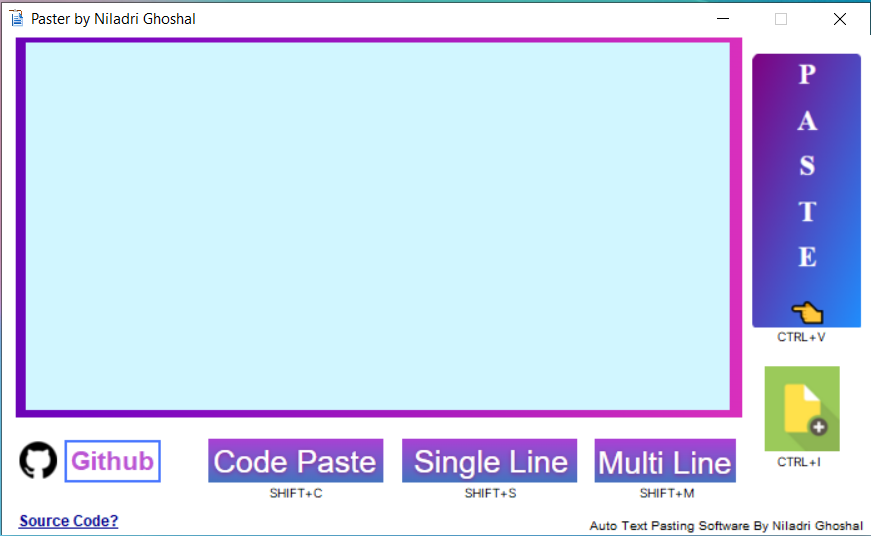 Paster by Niladri Ghoshal
P
A
S
T
E
CTRL+V
CTRL+I
Github
Code Paste
Single Line
Multi Line
SHIFT+C
SHIFT+S
SHIFT+M
Source Code?
Auto Text Pasting Software By Niladri Ghoshal